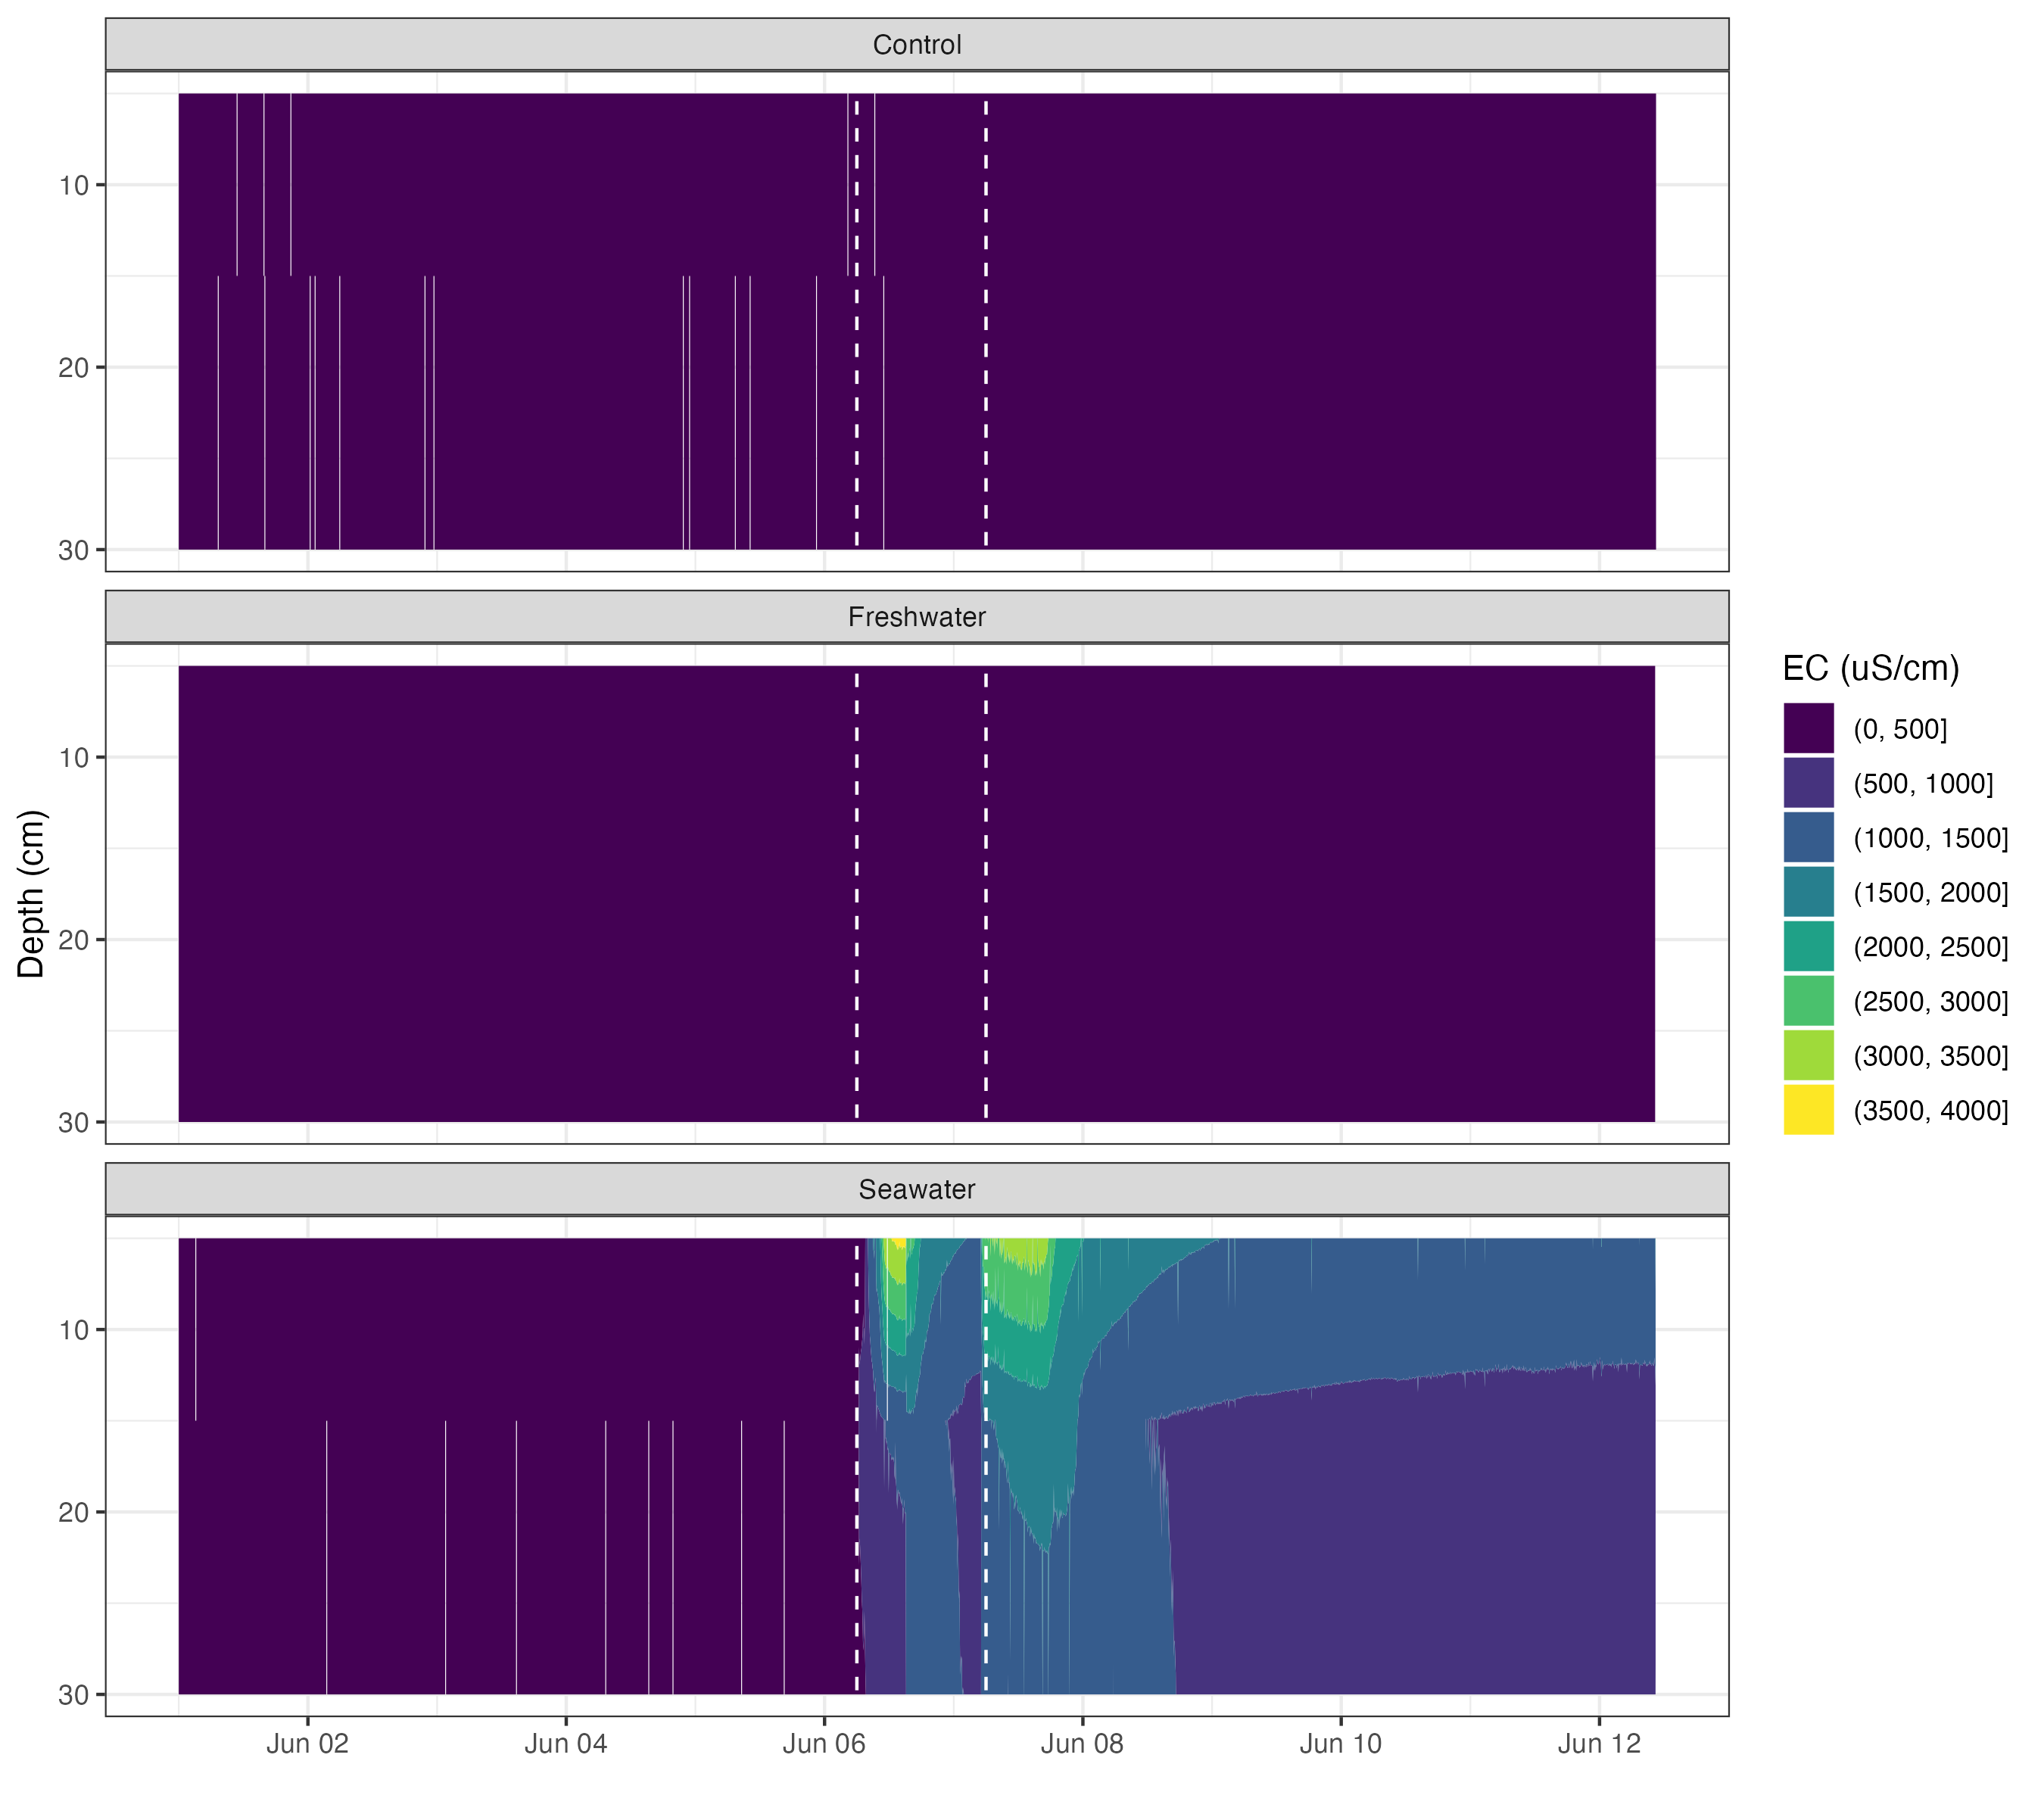 Control
10
20
30
Freshwater
10
20
30
Depth (cm)
EC (uS/cm)
(0, 500]
(500, 1000]
(1000, 1500]
(1500, 2000]
(2000, 2500]
(2500, 3000]
(3000, 3500]
(3500, 4000]
Seawater
10
20
30
Jun 02 Jun 04 Jun 06 Jun 08 Jun 10 Jun 12